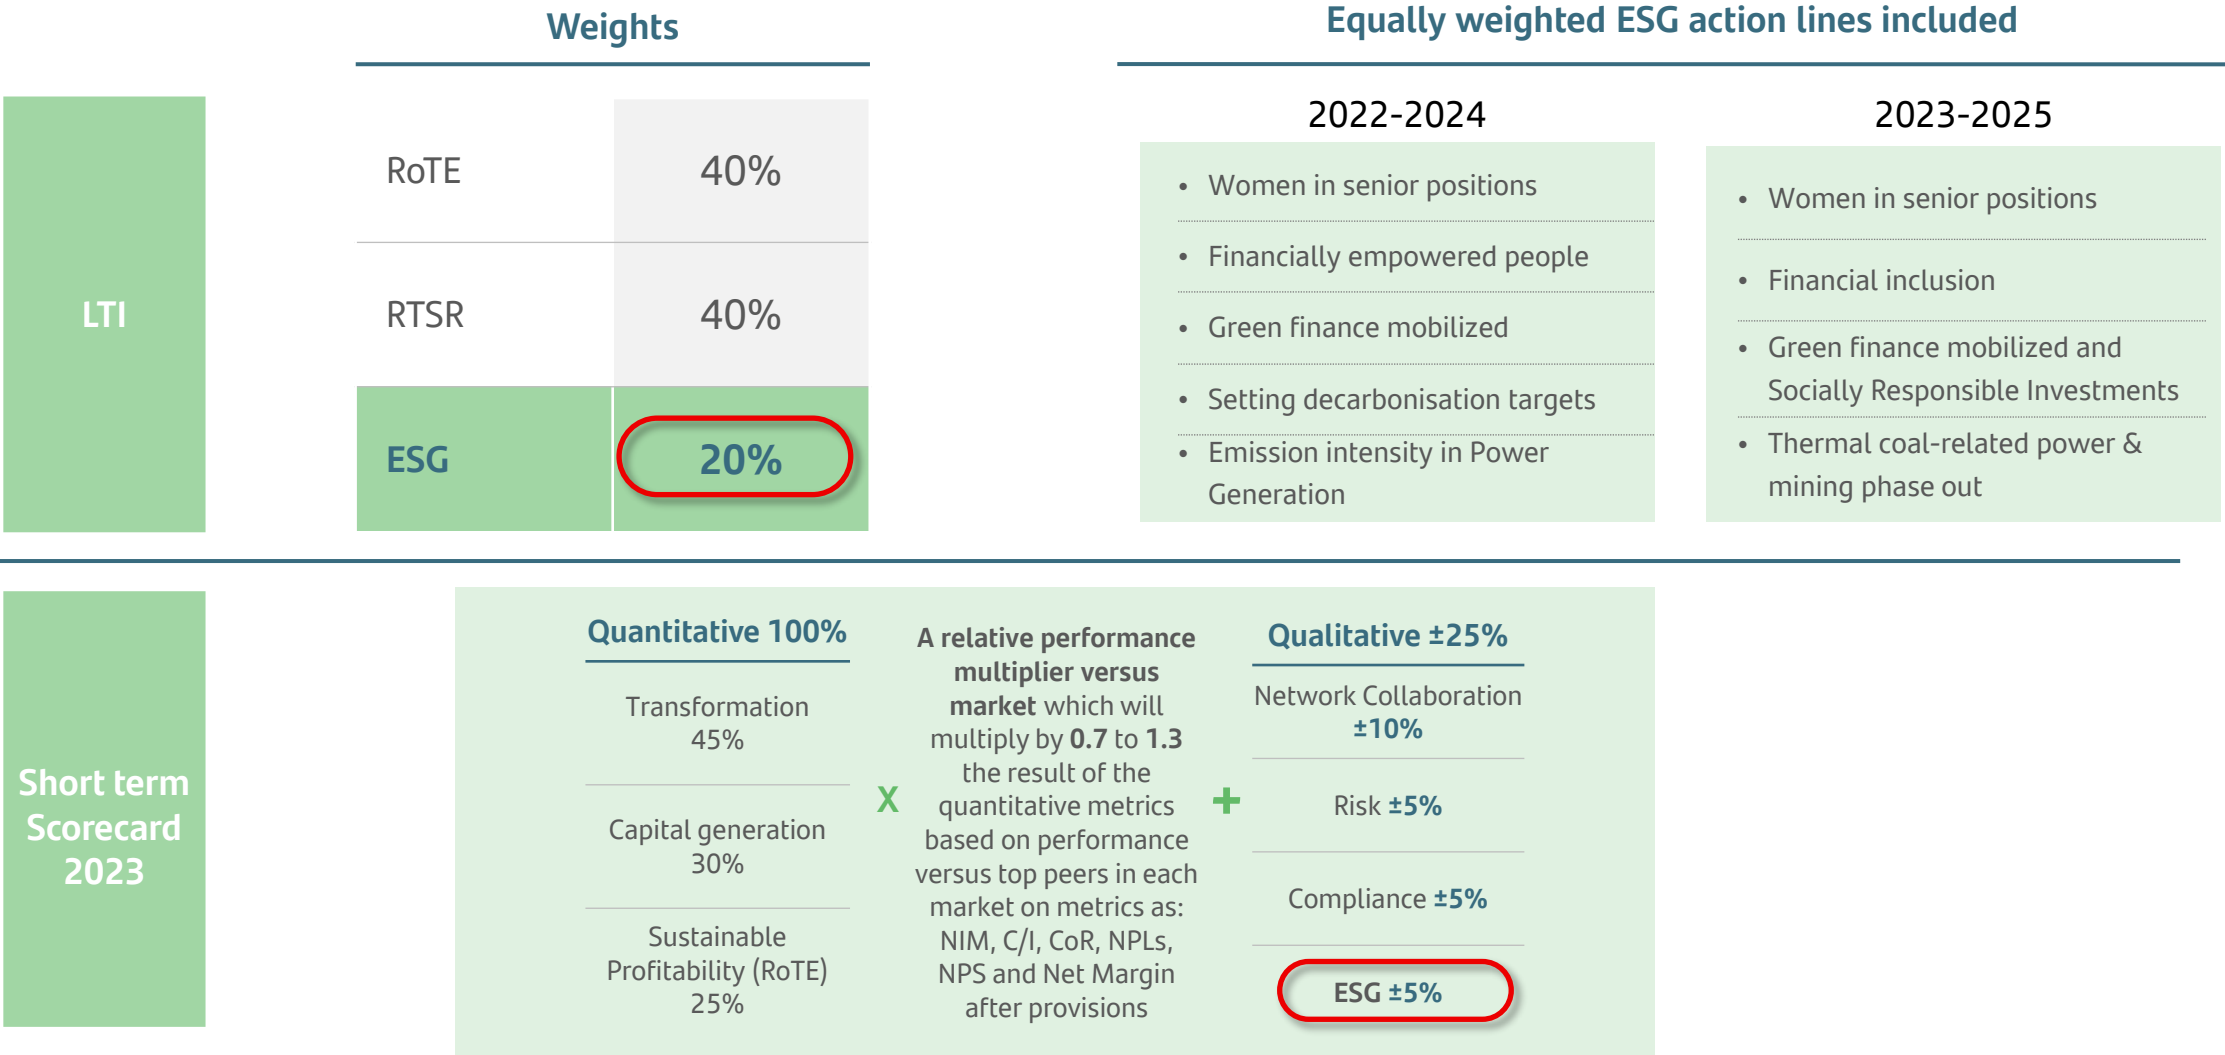 Weights
Equally weighted ESG action lines included
LTI
RoTE
40%
RTSR
40%
ESG
20%
2022-2024
• Women in senior positions
• Financially empowered people
• Green finance mobilized
• Setting decarbonisation targets
• Emission intensity in Power
Generation
2023-2025
• Women in senior positions
• Financial inclusion
• Green finance mobilized and
Socially Responsible Investments
• Thermal coal-related power &
mining phase out
Short term
Scorecard
2023
Quantitative 100%
Transformation
45%
Capital generation
30%
Sustainable
Profitability (RoTE)
25%
X
A relative performance
multiplier versus
market which will
multiply by 0.7 to 1.3
the result of the
quantitative metrics
based on performance
versus top peers in each
market on metrics as:
NIM, C/I, CoR, NPLs,
NPS and Net Margin
after provisions
+
Qualitative ±25%
Network Collaboration
±10%
Risk ±5%
Compliance ±5%
ESG ±5%